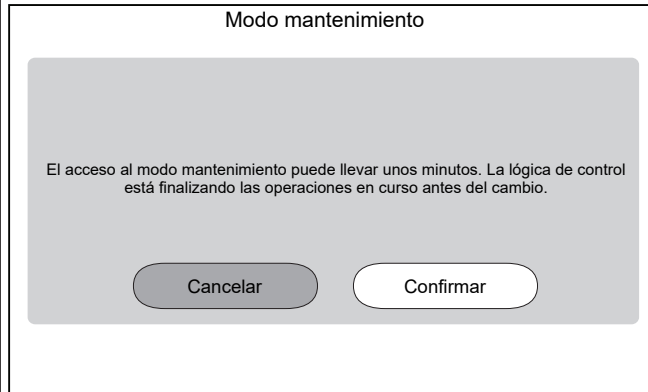 Modo mantenimiento
El acceso al modo mantenimiento puede llevar unos minutos. La lógica de control
está finalizando las operaciones en curso antes del cambio.
Cancelar
Confirmar